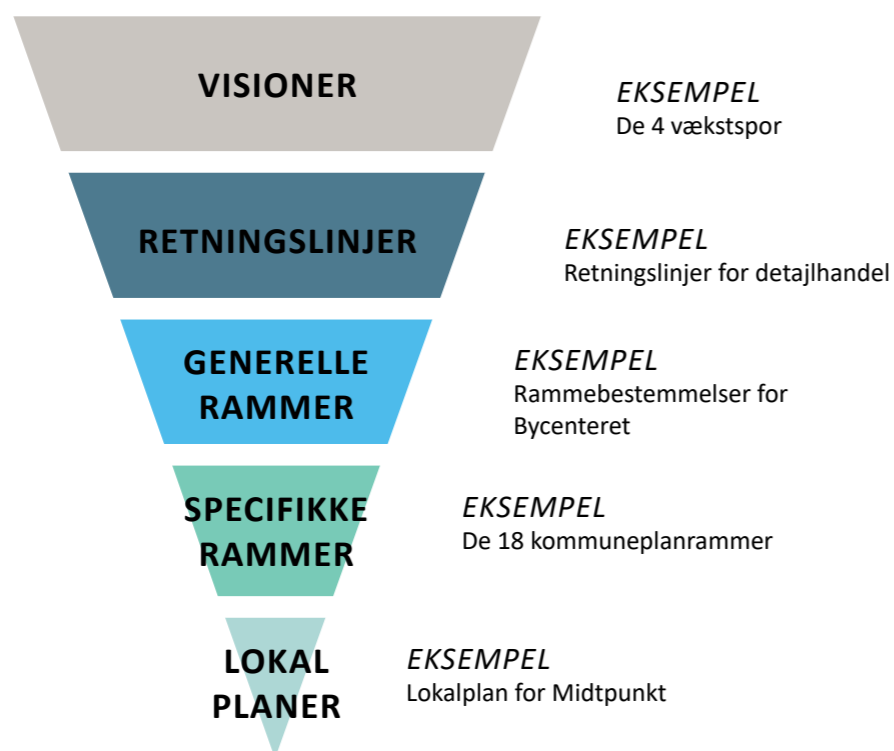 VISIONER
EKSEMPEL
De 4 vækstspor
RETNINGSLINJER
EKSEMPEL
Retningslinjer for detajlhandel
GENERELLE
RAMMER
EKSEMPEL
Rammebestemmelser for
Bycenteret
SPECIFIKKE
RAMMER
EKSEMPEL
De 18 kommuneplanrammer
LOKAL
PLANER
EKSEMPEL
Lokalplan for Midtpunkt